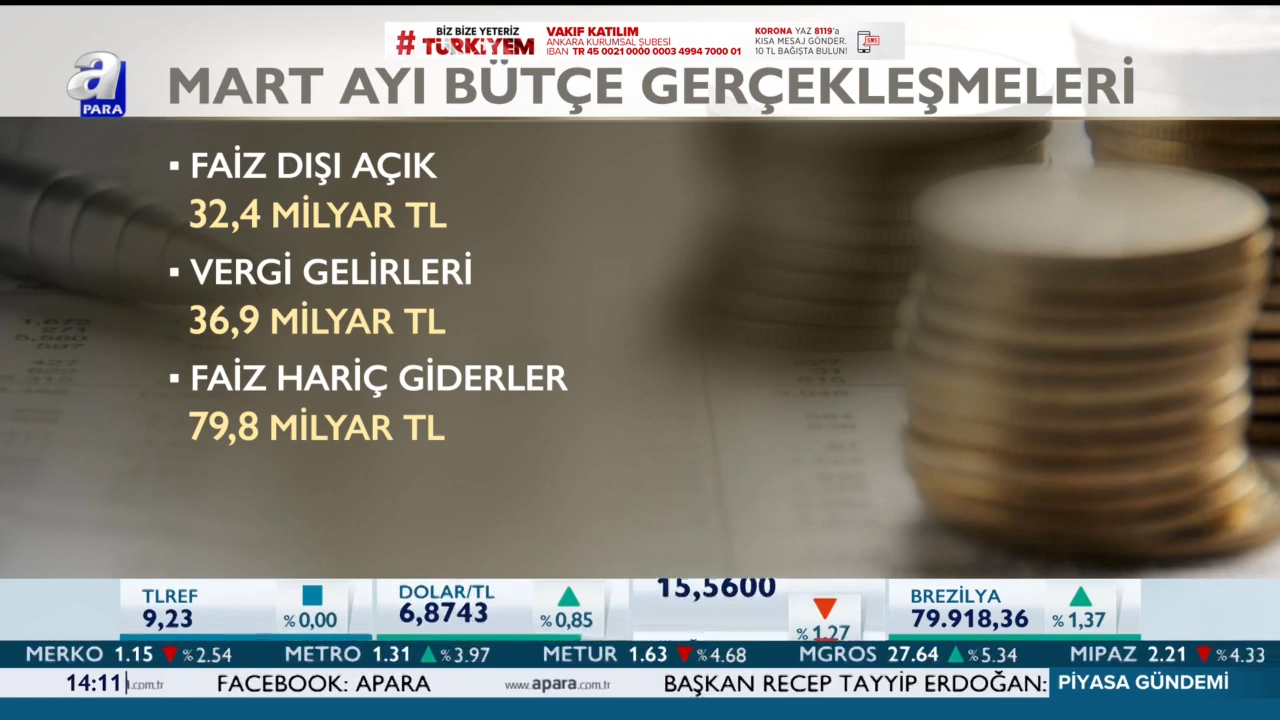 BİZ BİZE YETERİZ
# TÜRKİYEM
VAKIF KATILIM
ANKARA KURUMSAL ŞUBESİ
IBAN TR 45 0021 0000 0003 4994 7000 01
KORONA YAZ 8119'a
KISA MESAJ GÖNDER.
10 TL BAĞIŞTA BULUN!
SMS
a
PARA
MART AYI BÜTÇE GERÇEKLEŞMELERİ
▪ FAİZ DIŞI AÇIK
32,4 MİLYAR TL
▪ VERGİ GELİRLERİ
36,9 MİLYAR TL
▪ FAİZ HARİÇ GİDERLER
79,8 MİLYAR TL
TLREF
9,23
% 0,00
DOLAR/TL
6,8743
% 0,85
15,5600
% 1,27
BREZİLYA
79.918,36
% 1,37
MERKO 1.15 ▼ %2.54 METRO 1.31 ▲ %3.97 METUR 1.63 ▼ %4.68 MGROS 27.64 ▲ %5.34 MIPAZ 2.21 ▼ %4.33
14:11 .com.tr FACEBOOK: APARA www.apara.com.tr BAŞKAN RECEP TAYYİP ERDOĞAN: PİYASA GÜNDEMİ